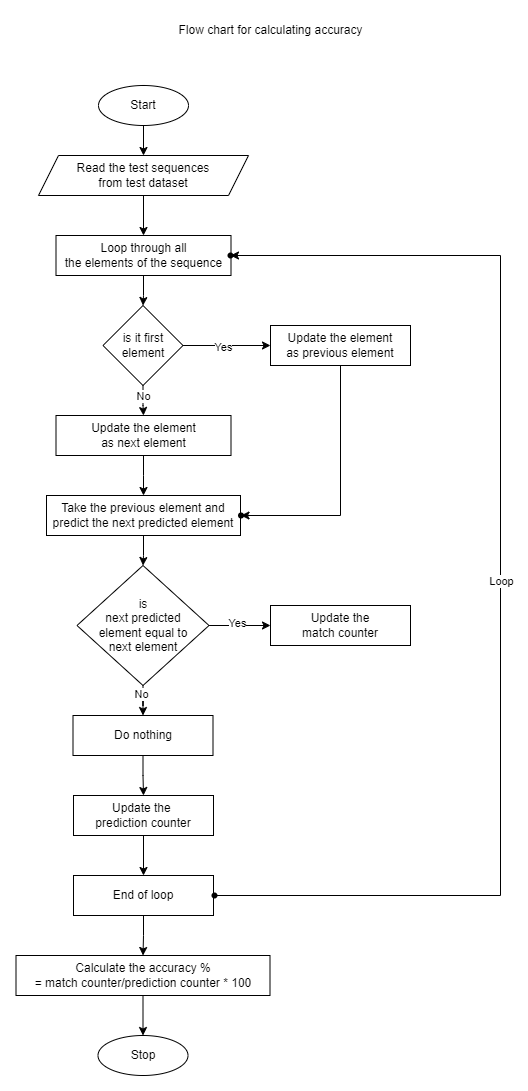 Flow chart for calculating accuracy
Start
Read the test sequences
from test dataset
Loop through all
the elements of the sequence
is it first
element
Yes
Update the element
as previous element
No
Update the element
as next element
Take the previous element and
predict the next predicted element
Loop
is
next predicted
element equal to
next element
Yes
Update the
match counter
No
Do nothing
Update the
prediction counter
End of loop
Calculate the accuracy %
= match counter/prediction counter * 100
Stop